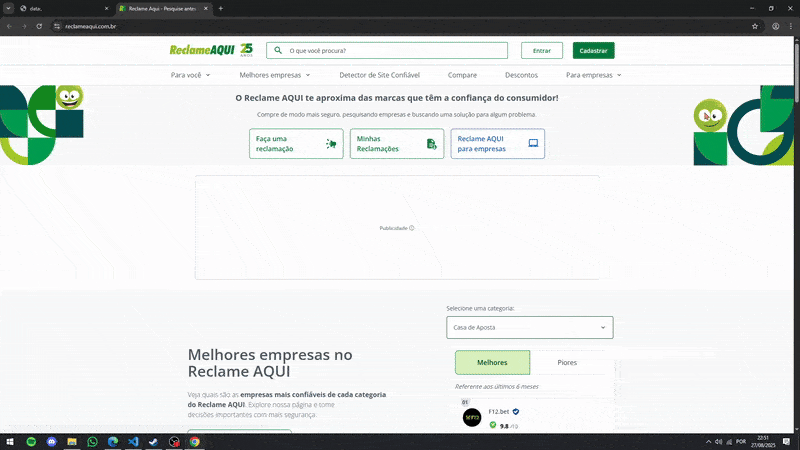 data:,
Reclame Aqui - Pesquise antes
reclameaqui.com.br
ReclameAQUI 25 ANOS
O que você procura?
Entrar
Cadastrar
Para você
Melhores empresas
Detector de Site Confiável
Compare
Descontos
Para empresas
O Reclame AQUI te aproxima das marcas que têm a confiança do consumidor!
Compare de modo mais seguro, pesquisando empresas e buscando uma solução para algum problema.
Faça uma
reclamação
Minhas
Reclamações
Reclame AQUI
para empresas
Publicidade
Selecione uma categoria:
Casa de Aposta
Melhores empresas no
Reclame AQUI
Veja quais são as empresas mais confiáveis de cada categoria
do Reclame AQUI. Explore nossa página e tome
decisões importantes com mais segurança.
Melhores
Piores
Referente aos últimos 6 meses
01
F12.bet
9.8 /10
POR
22:51
27/08/2025